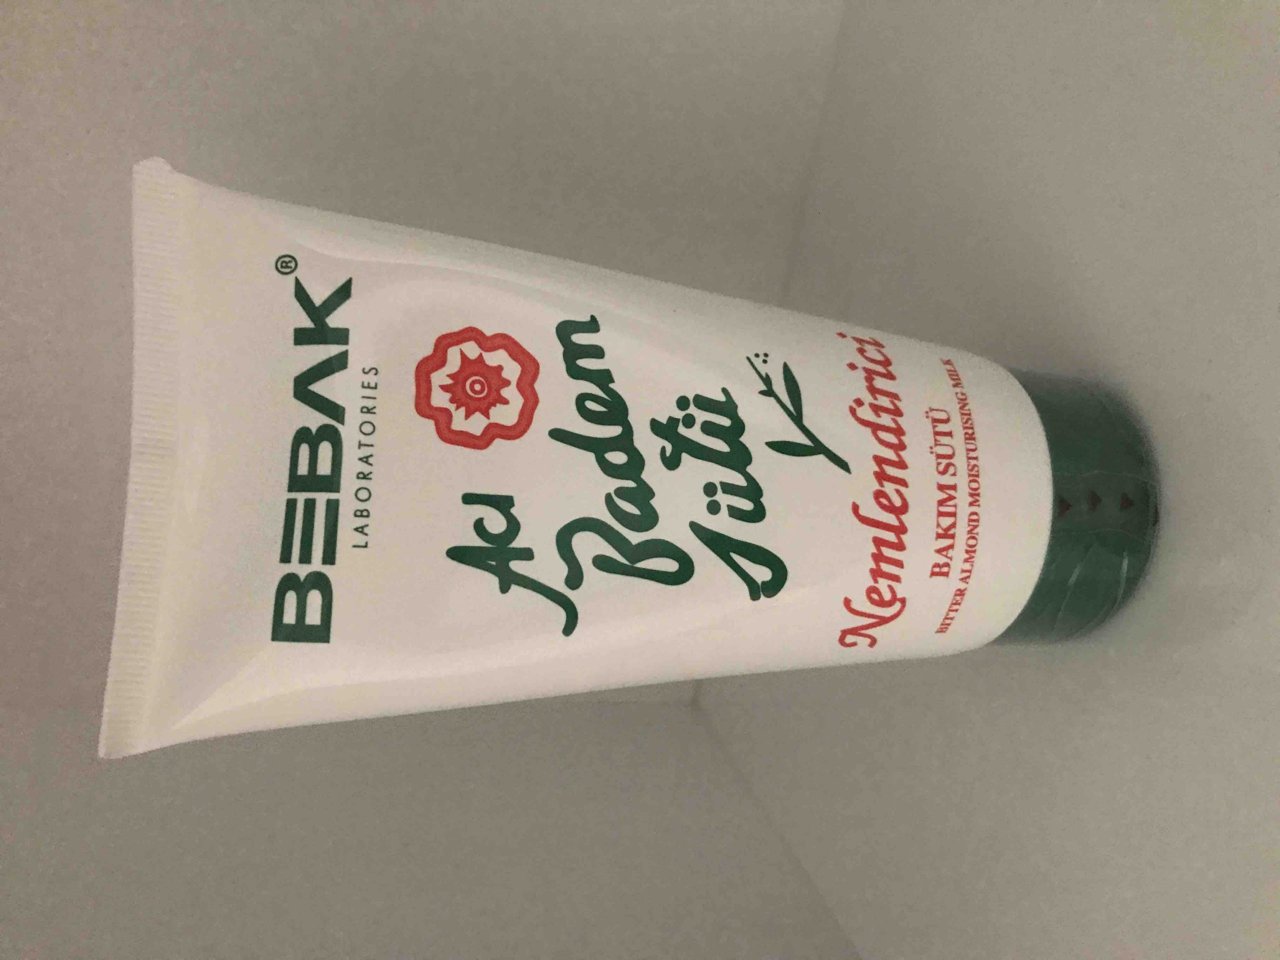 BEBAK®
LABORATORIES
Acı
Badem
Sütü
Nemlendirici
BAKIM SÜTÜ
BITTER ALMOND MOISTURISING MILK